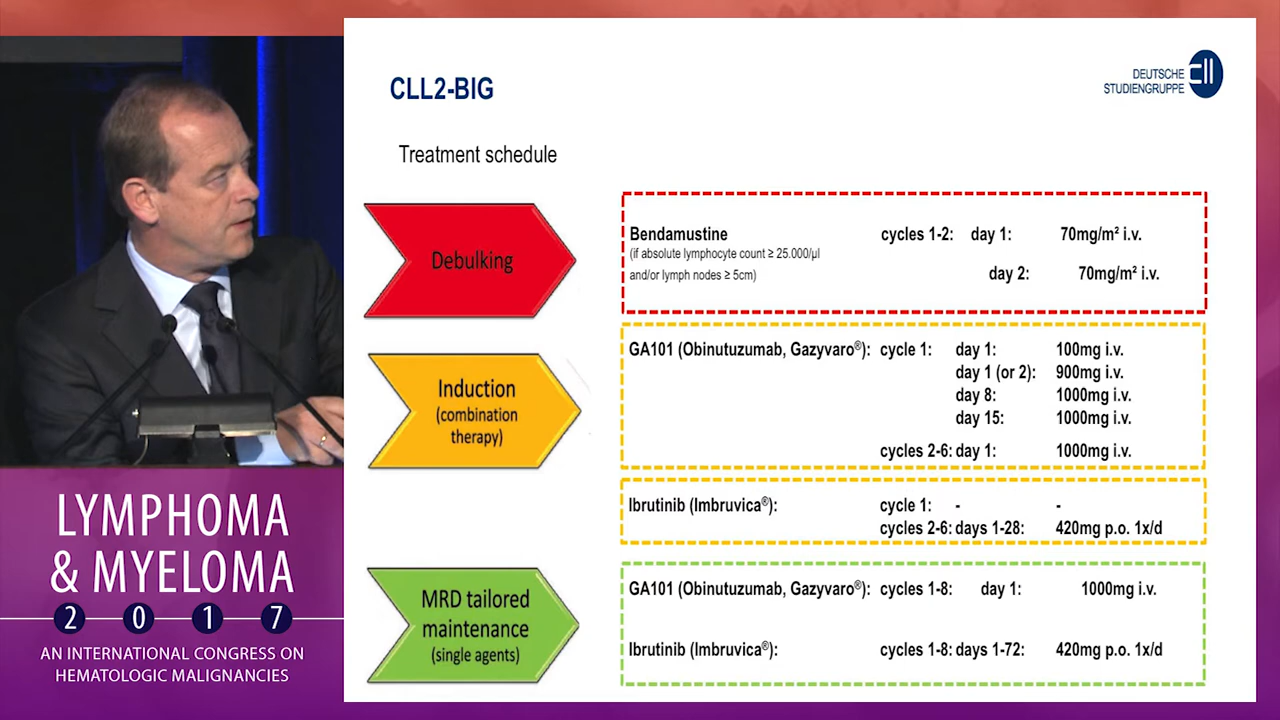 CLL2-BIG
DEUTSCHE
STUDIENGRUPPE
cll
Treatment schedule
Debulking
Bendamustine cycles 1-2: day 1: 70mg/m² i.v.
(if absolute lymphocyte count ≥ 25.000/µl
and/or lymph nodes ≥ 5cm) day 2: 70mg/m² i.v.
Induction
(combination
therapy)
GA101 (Obinutuzumab, Gazyvaro®): cycle 1: day 1: 100mg i.v.
day 1 (or 2): 900mg i.v.
day 8: 1000mg i.v.
day 15: 1000mg i.v.
cycles 2-6: day 1: 1000mg i.v.
Ibrutinib (Imbruvica®): cycle 1: - -
cycles 2-6: days 1-28: 420mg p.o. 1x/d
MRD tailored
maintenance
(single agents)
GA101 (Obinutuzumab, Gazyvaro®): cycles 1-8: day 1: 1000mg i.v.
Ibrutinib (Imbruvica®): cycles 1-8: days 1-72: 420mg p.o. 1x/d
LYMPHOMA
& MYELOMA
2 0 1 7
AN INTERNATIONAL CONGRESS ON
HEMATOLOGIC MALIGNANCIES